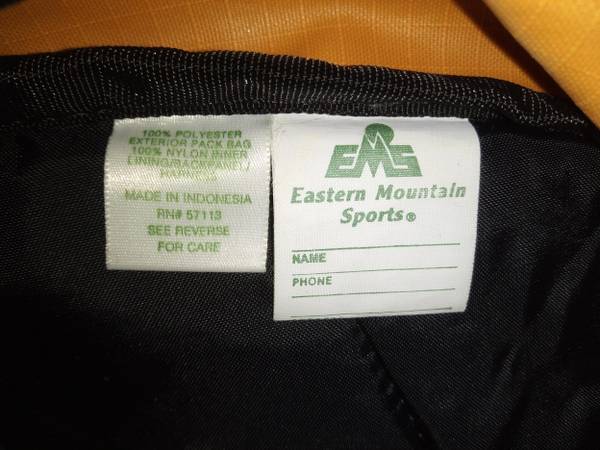 100% POLYESTER
EXTERIOR PACK BAG
100% NYLON INNER
HARNESS
MADE IN INDONESIA
RN# 57113
SEE REVERSE
FOR CARE
EMS
Eastern Mountain
Sports®
NAME
PHONE